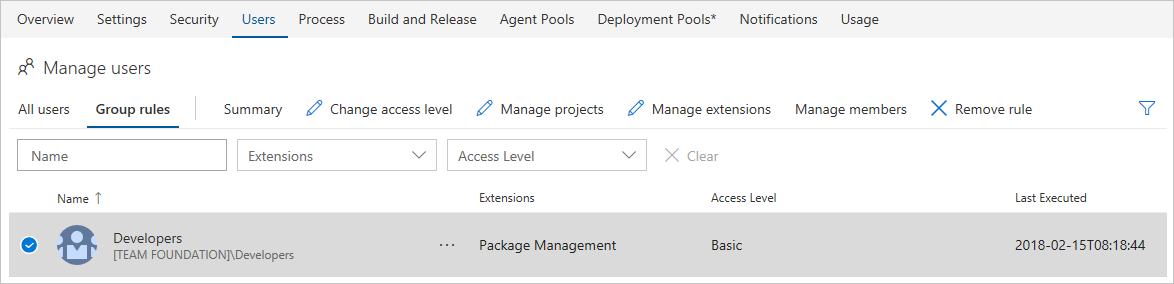 Overview Settings Security Users Process Build and Release Agent Pools Deployment Pools* Notifications Usage
Manage users
All users Group rules Summary Change access level Manage projects Manage extensions Manage members Remove rule
Name Extensions Access Level Clear
Name ↑ Extensions Access Level Last Executed
Developers
[TEAM FOUNDATION]\Developers ... Package Management Basic 2018-02-15T08:18:44